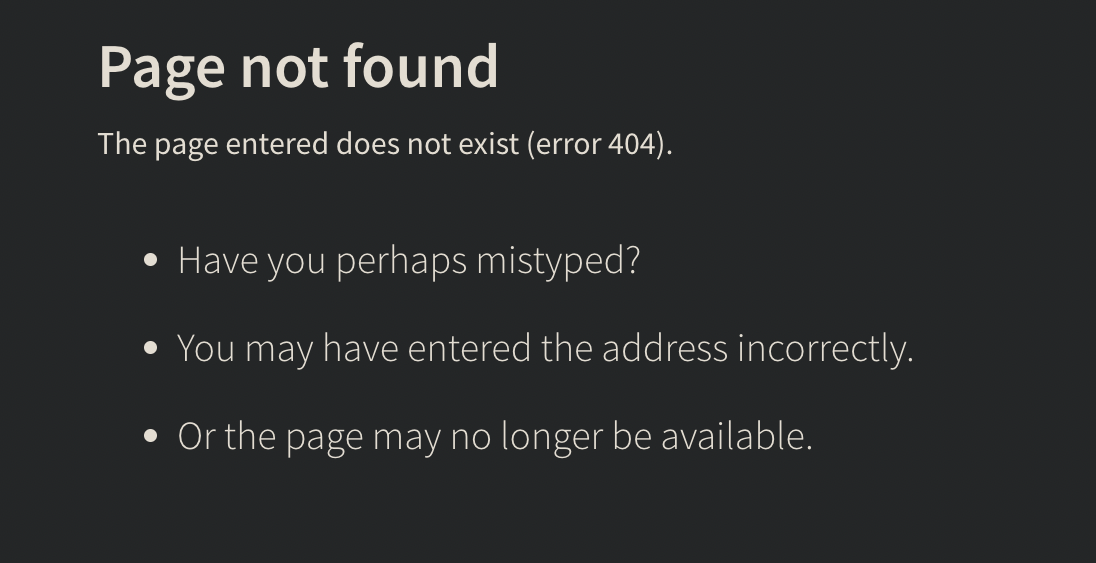 Page not found
The page entered does not exist (error 404).
• Have you perhaps mistyped?
• You may have entered the address incorrectly.
• Or the page may no longer be available.